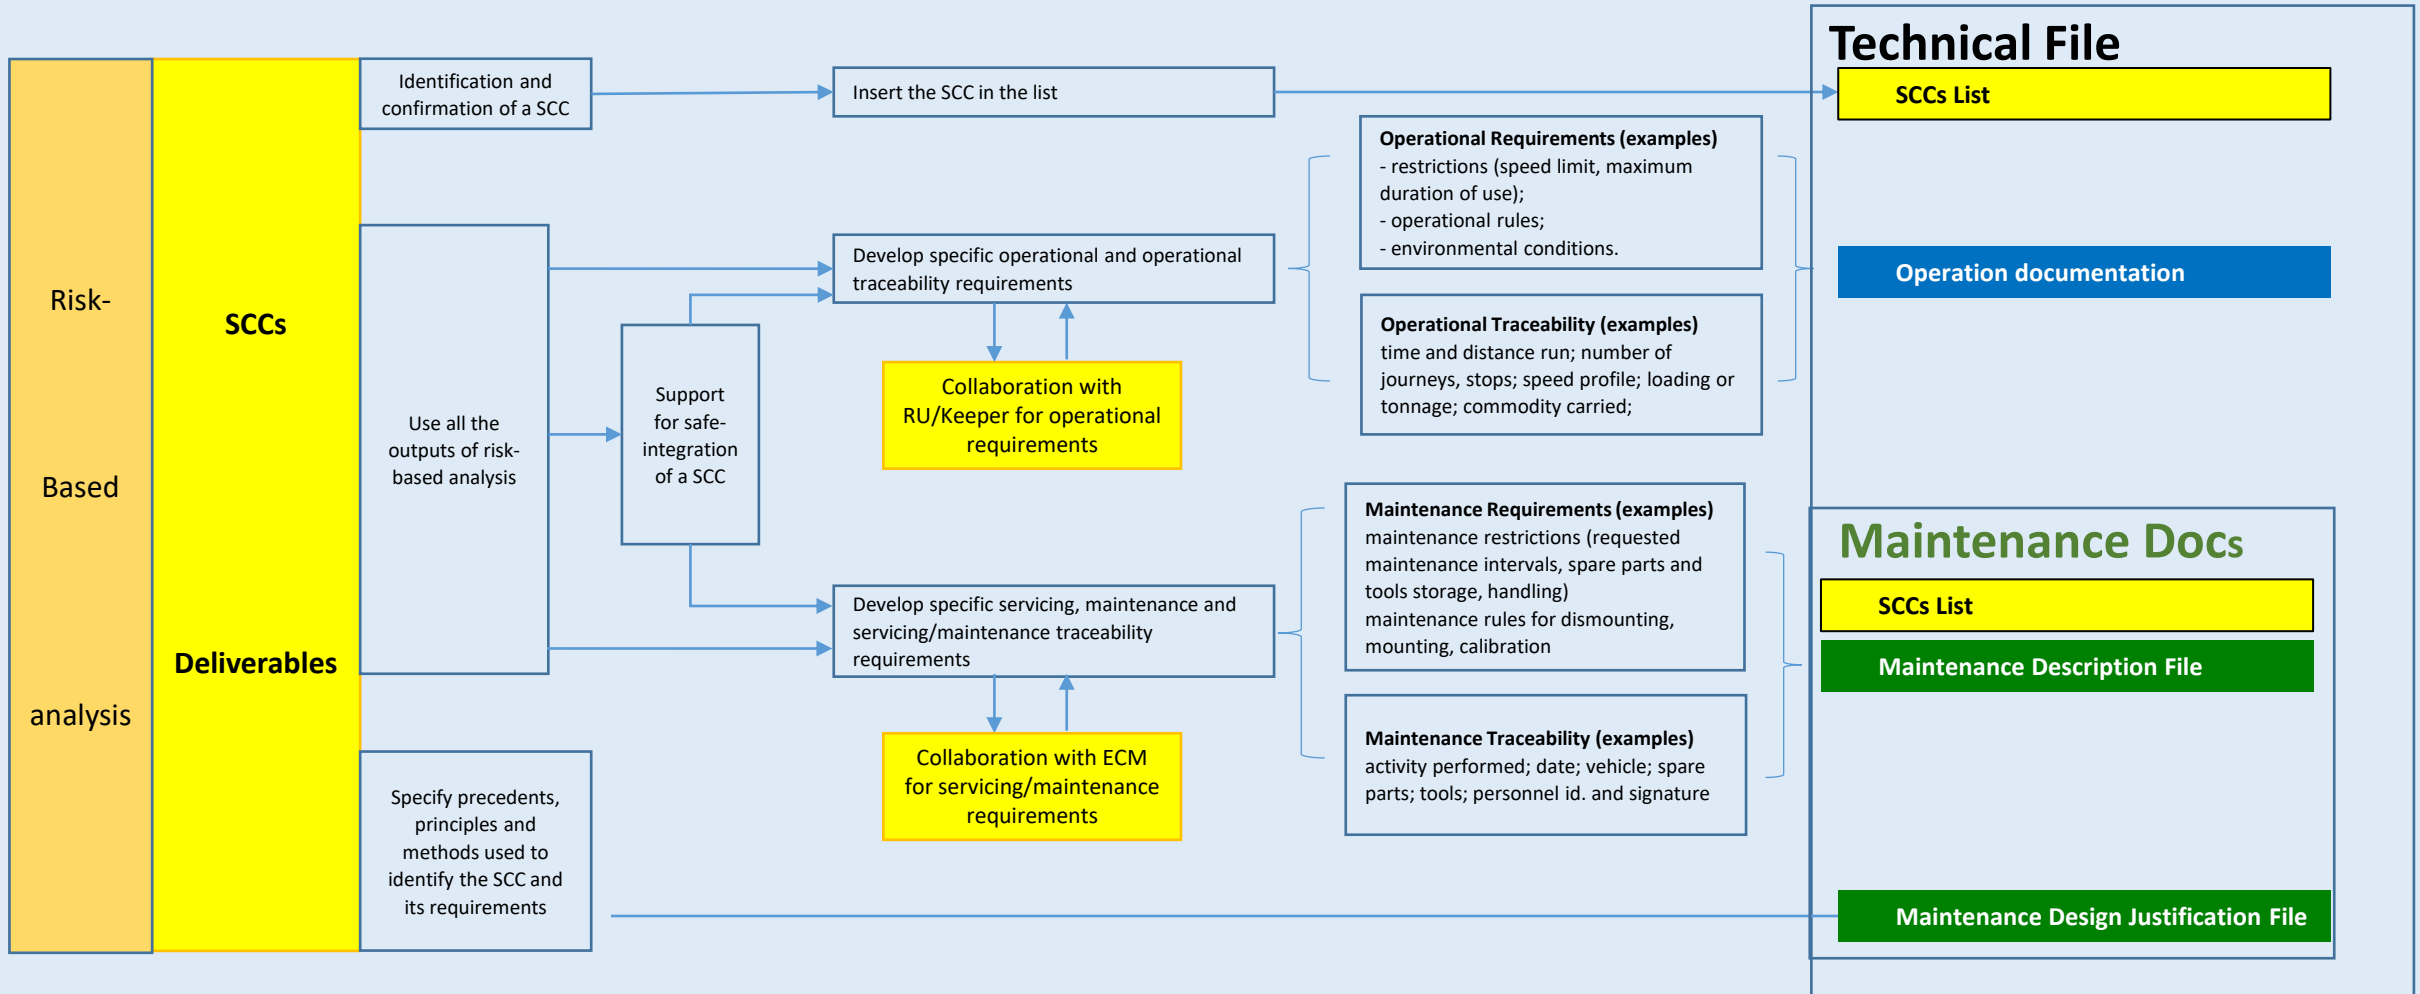 Risk-
Based
analysis
SCCs
Deliverables
Identification and
confirmation of a SCC
Use all the
outputs of risk-
based analysis
Specify precedents,
principles and
methods used to
identify the SCC and
its requirements
Support
for safe-
integration
of a SCC
Insert the SCC in the list
Develop specific operational and operational
traceability requirements
Collaboration with
RU/Keeper for operational
requirements
Develop specific servicing, maintenance and
servicing/maintenance traceability
requirements
Collaboration with ECM
for servicing/maintenance
requirements
Operational Requirements (examples)
- restrictions (speed limit, maximum
duration of use);
- operational rules;
- environmental conditions.
Operational Traceability (examples)
time and distance run; number of
journeys, stops; speed profile; loading or
tonnage; commodity carried;
Maintenance Requirements (examples)
maintenance restrictions (requested
maintenance intervals, spare parts and
tools storage, handling)
maintenance rules for dismounting,
mounting, calibration
Maintenance Traceability (examples)
activity performed; date; vehicle; spare
parts; tools; personnel id. and signature
Technical File
SCCs List
Operation documentation
Maintenance Docs
SCCs List
Maintenance Description File
Maintenance Design Justification File